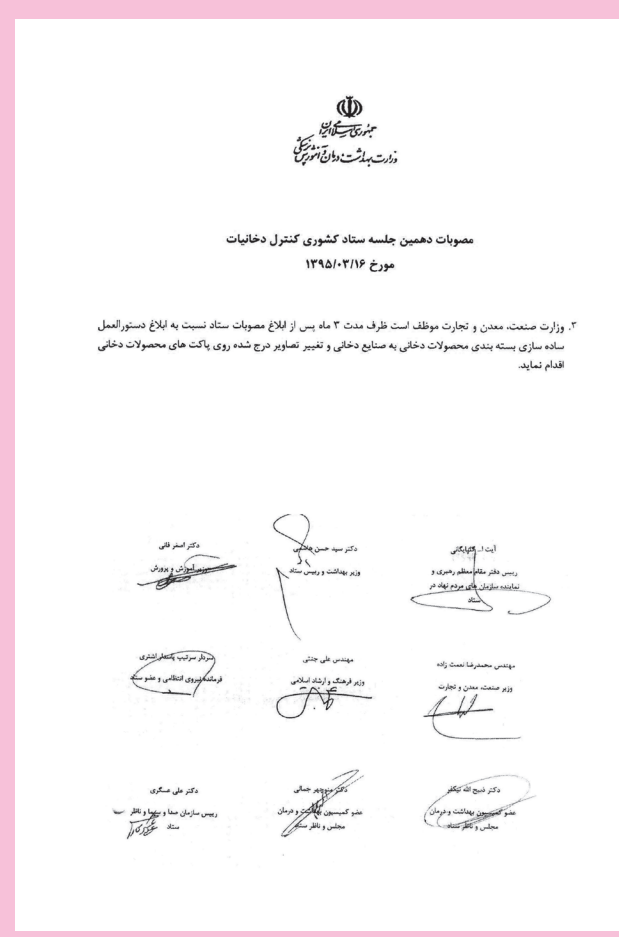 جمهوری اسلامی ایران
وزارت بهداشت، درمان و آموزش پزشکی
مصوبات دهمین جلسه ستاد کشوری کنترل دخانیات
مورخ ۱۳۹۵/۰۳/۱۶
۳. وزارت صنعت، معدن و تجارت موظف است ظرف مدت ۳ ماه پس از ابلاغ مصوبات ستاد نسبت به ابلاغ دستورالعمل
ساده سازی بسته بندی محصولات دخانی به صنایع دخانی و تغییر تصاویر درج شده روی پاکت های محصولات دخانی
اقدام نماید.
آیت ا... گلپایگانی
رییس دفتر مقام معظم رهبری و
نماینده سازمان های مردم نهاد در
ستاد
دکتر سید حسن هاشمی
وزیر بهداشت و رییس ستاد
دکتر اصغر فانی
وزیر آموزش و پرورش
مهندس محمدرضا نعمت زاده
وزیر صنعت، معدن و تجارت
مهندس علی جنتی
وزیر فرهنگ و ارشاد اسلامی
سردار سرتیپ پاسدار اشتری
فرمانده نیروی انتظامی و عضو ستاد
دکتر ذبیح الله نیکفر
عضو کمیسیون بهداشت و درمان
مجلس و ناظر ستاد
دکتر منوچهر جمالی
عضو کمیسیون بهداشت و درمان
مجلس و ناظر ستاد
دکتر علی عسگری
رییس سازمان صدا و سیما و ناظر
ستاد